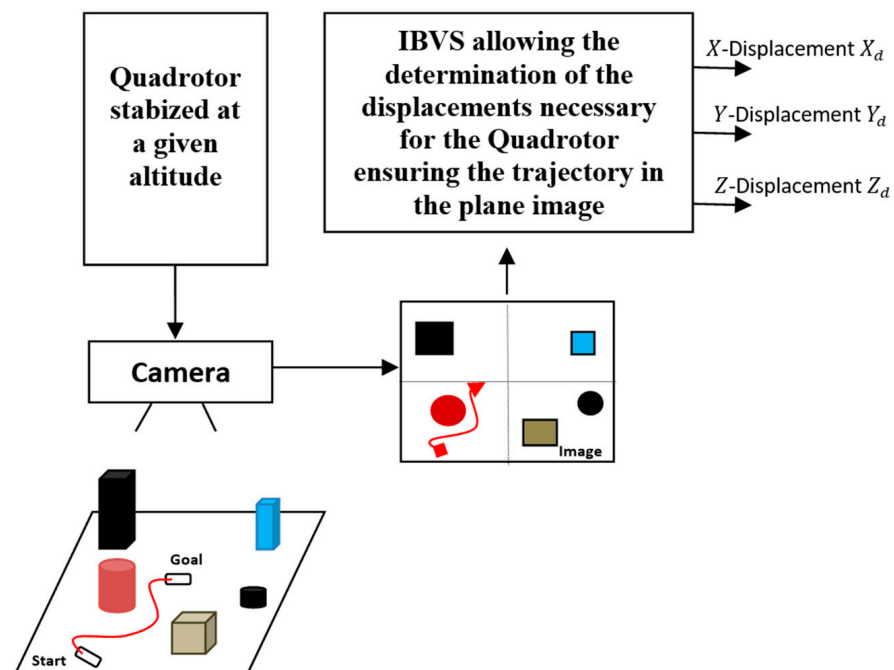 Quadrotor
stabized at
a given
altitude
IBVS allowing the
determination of the
displacements necessary
for the Quadrotor
ensuring the trajectory in
the plane image
X-Displacement X_d
Y-Displacement Y_d
Z-Displacement Z_d
Camera
Image
Goal
Start